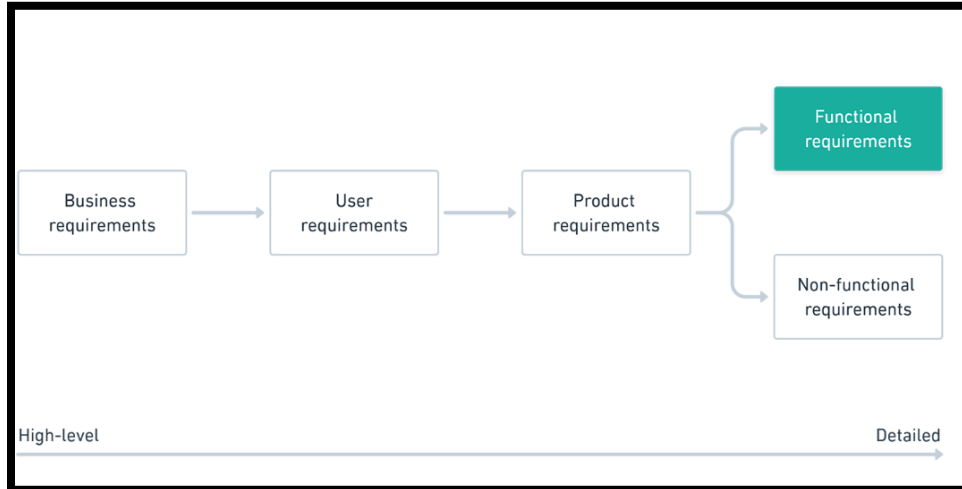 Functional
requirements
Business
requirements
User
requirements
Product
requirements
Non-functional
requirements
High-level
Detailed